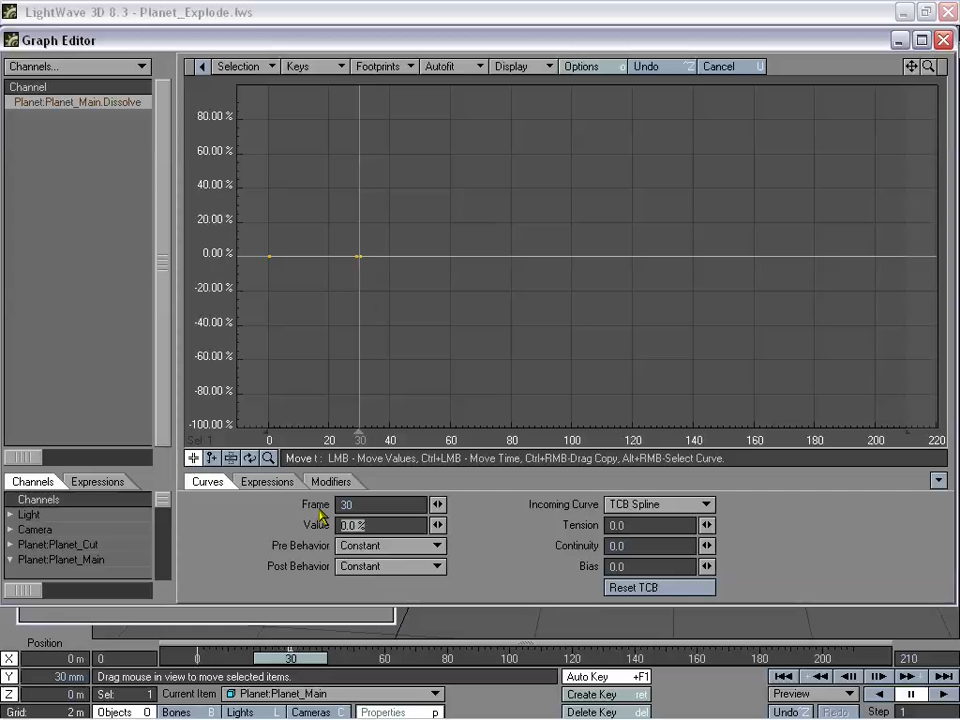 LightWave 3D 8.3 - Planet_Explode.lws
Graph Editor
Channels... Selection Keys Footprints Autofit Display Options o Undo ^Z Cancel U
Channel
Planet:Planet_Main.Dissolve
80.00 %
60.00 %
40.00 %
20.00 %
0.00 %
-20.00 %
-40.00 %
-60.00 %
-80.00 %
-100.00 %
Sel: 1
0 20 30 40 60 80 100 120 140 160 180 200 220
Move t : LMB - Move Values, Ctrl+LMB - Move Time, Ctrl+RMB-Drag Copy, Alt+RMB-Select Curve.
Channels Expressions Curves Expressions Modifiers
Channels
Light
Camera
Planet:Planet_Cut
Planet:Planet_Main
Frame 30 Incoming Curve TCB Spline
Value 0.0 % Tension 0.0
Pre Behavior Constant Continuity 0.0
Post Behavior Constant Bias 0.0
Reset TCB
Position
X 0 m 0 0 30 60 80 100 120 140 160 180 200 210
Y 30 mm Drag mouse in view to move selected items. Auto Key +F1
Z 0 m Sel: 1 Current Item Planet:Planet_Main Create Key ret Preview
Grid: 2 m Objects O Bones B Lights L Cameras C Properties p Delete Key del Undo ^Z Redo Step 1